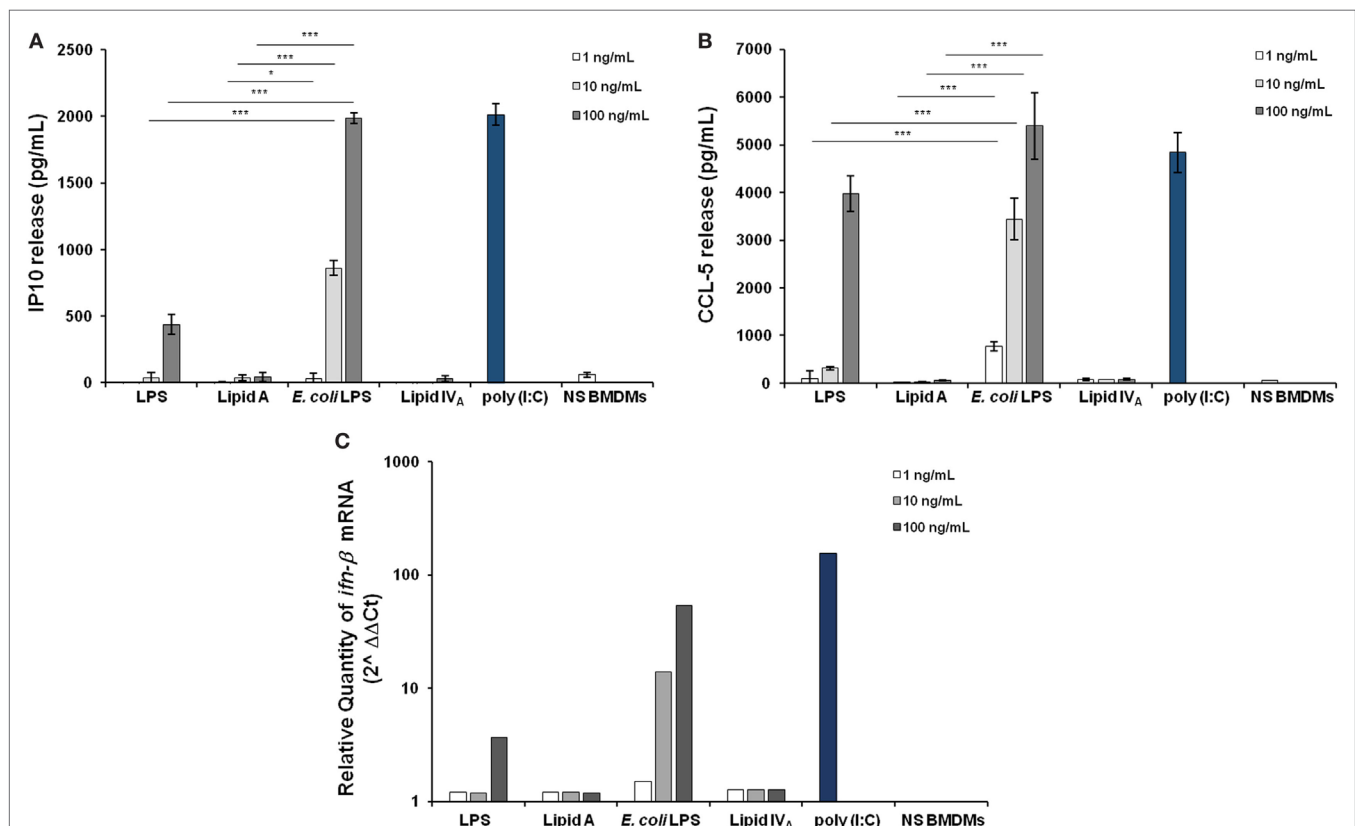 A
IP10 release (pg/mL)
2500
2000
1500
1000
500
0
***
***
*
***
***
1 ng/mL
10 ng/mL
100 ng/mL
LPS Lipid A E. coli LPS Lipid IVA poly (I:C) NS BMDMs
B
CCL-5 release (pg/mL)
7000
6000
5000
4000
3000
2000
1000
0
***
***
***
***
***
1 ng/mL
10 ng/mL
100 ng/mL
LPS Lipid A E. coli LPS Lipid IVA poly (I:C) NS BMDMs
C
Relative Quantity of ifn-β mRNA
(2^ ΔΔCt)
1000
100
10
1
1 ng/mL
10 ng/mL
100 ng/mL
LPS Lipid A E. coli LPS Lipid IVA poly (I:C) NS BMDMs